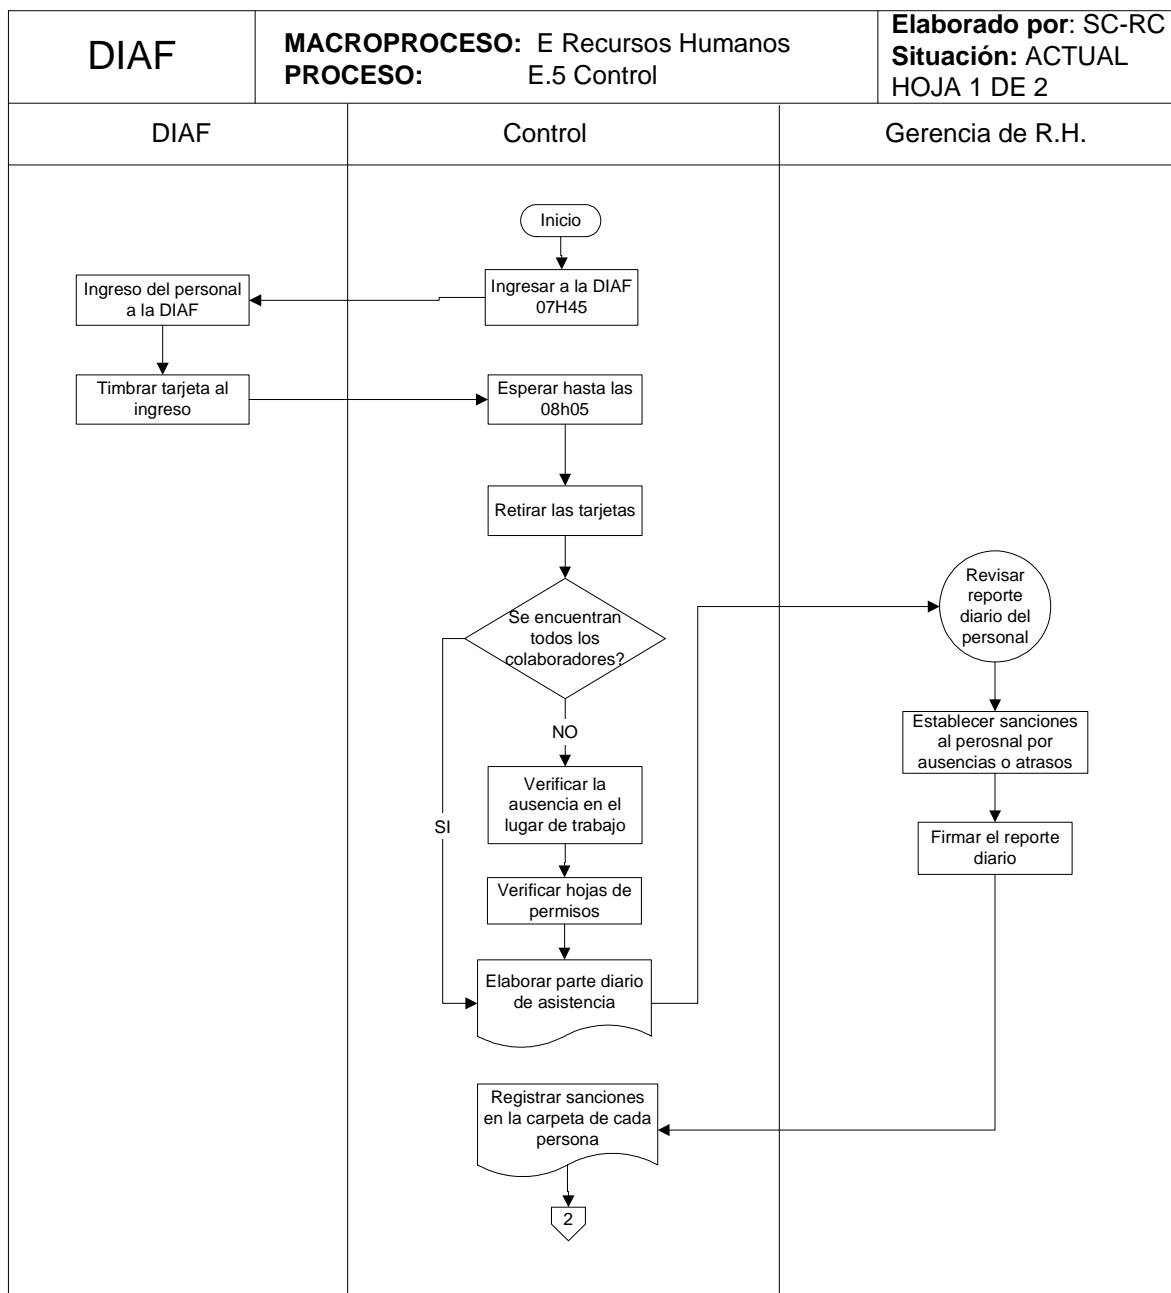 DIAF
MACROPROCESO: E Recursos Humanos
PROCESO: E.5 Control
Elaborado por: SC-RC
Situación: ACTUAL
HOJA 1 DE 2
DIAF
Control
Gerencia de R.H.
Inicio
Ingresar a la DIAF
07H45
Ingreso del personal
a la DIAF
Timbrar tarjeta al
ingreso
Esperar hasta las
08h05
Retirar las tarjetas
Se encuentran
todos los
colaboradores?
NO
SI
Verificar la
ausencia en el
lugar de trabajo
Verificar hojas de
permisos
Elaborar parte diario
de asistencia
Revisar
reporte
diario del
personal
Establecer sanciones
al perosnal por
ausencias o atrasos
Firmar el reporte
diario
Registrar sanciones
en la carpeta de cada
persona
2